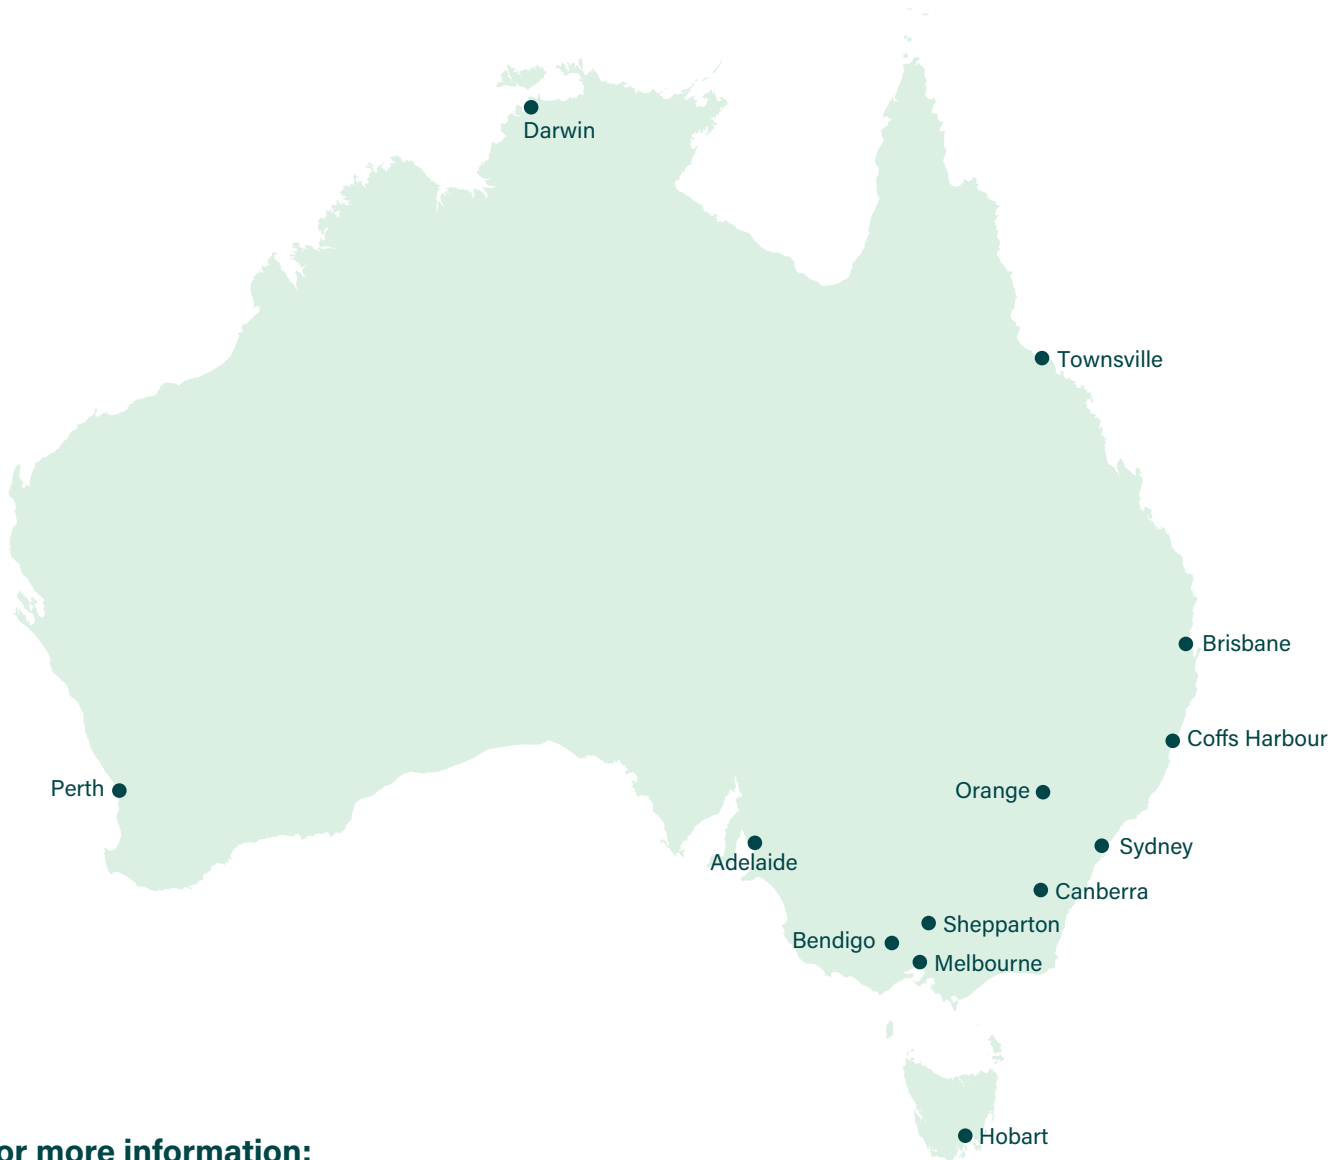 Darwin
Townsville
Brisbane
Coffs Harbour
Perth
Orange
Sydney
Adelaide
Canberra
Shepparton
Bendigo
Melbourne
Hobart
or more information: